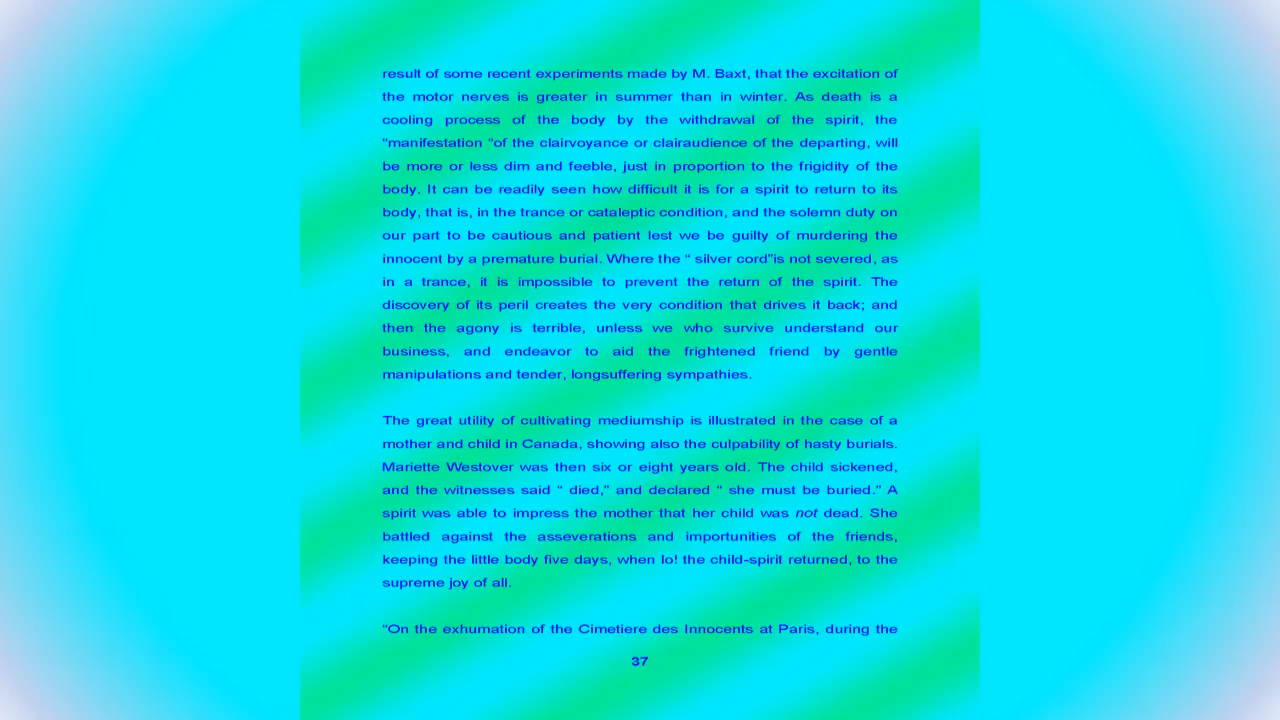 result of some recent experiments made by M. Baxt, that the excitation of
the motor nerves is greater in summer than in winter. As death is a
cooling process of the body by the withdrawal of the spirit, the
"manifestation "of the clairvoyance or clairaudience of the departing, will
be more or less dim and feeble, just in proportion to the frigidity of the
body. It can be readily seen how difficult it is for a spirit to return to its
body, that is, in the trance or cataleptic condition, and the solemn duty on
our part to be cautious and patient lest we be guilty of murdering the
innocent by a premature burial. Where the " silver cord"is not severed, as
in a trance, it is impossible to prevent the return of the spirit. The
discovery of its peril creates the very condition that drives it back; and
then the agony is terrible, unless we who survive understand our
business, and endeavor to aid the frightened friend by gentle
manipulations and tender, longsuffering sympathies.
The great utility of cultivating mediumship is illustrated in the case of a
mother and child in Canada, showing also the culpability of hasty burials.
Mariette Westover was then six or eight years old. The child sickened,
and the witnesses said " died," and declared " she must be buried." A
spirit was able to impress the mother that her child was not dead. She
battled against the asseverations and importunities of the friends,
keeping the little body five days, when lo! the child-spirit returned, to the
supreme joy of all.
"On the exhumation of the Cimetiere des Innocents at Paris, during the
37